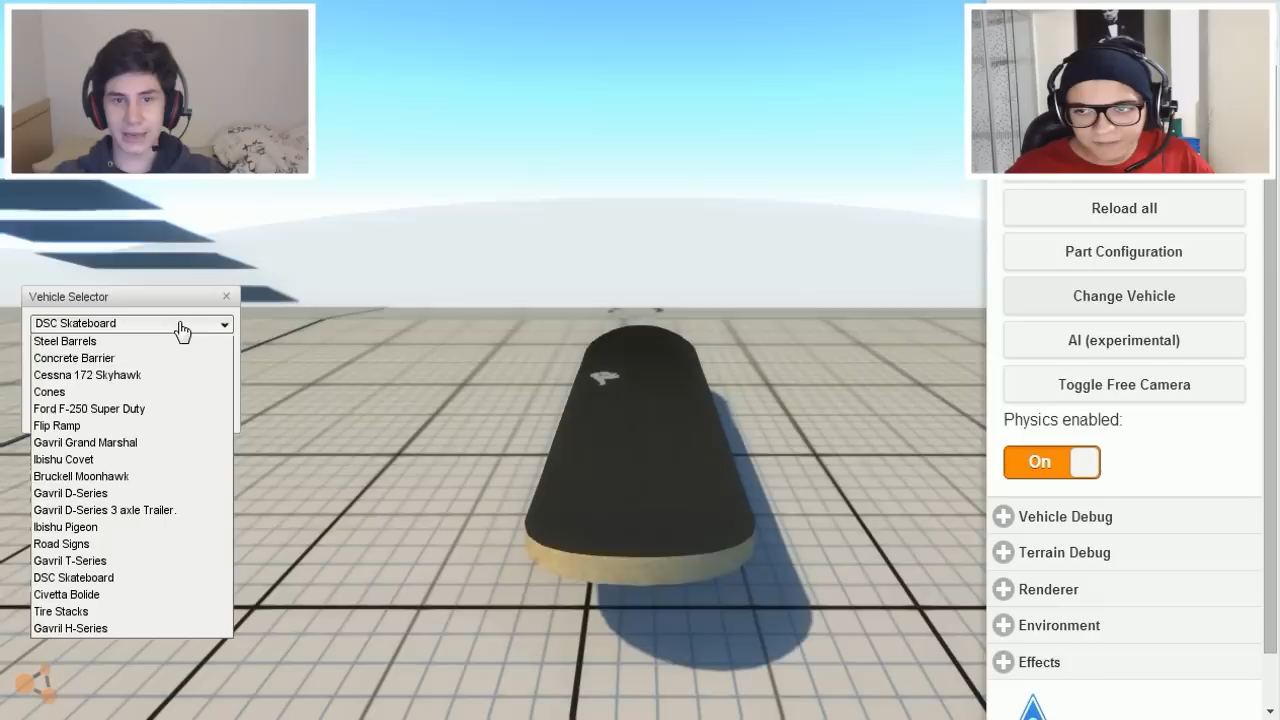 Vehicle Selector
DSC Skateboard
Steel Barrels
Concrete Barrier
Cessna 172 Skyhawk
Cones
Ford F-250 Super Duty
Flip Ramp
Gavril Grand Marshal
Ibishu Covet
Bruckell Moonhawk
Gavril D-Series
Gavril D-Series 3 axle Trailer.
Ibishu Pigeon
Road Signs
Gavril T-Series
DSC Skateboard
Civetta Bolide
Tire Stacks
Gavril H-Series
Reload all
Part Configuration
Change Vehicle
AI (experimental)
Toggle Free Camera
Physics enabled:
On
Vehicle Debug
Terrain Debug
Renderer
Environment
Effects